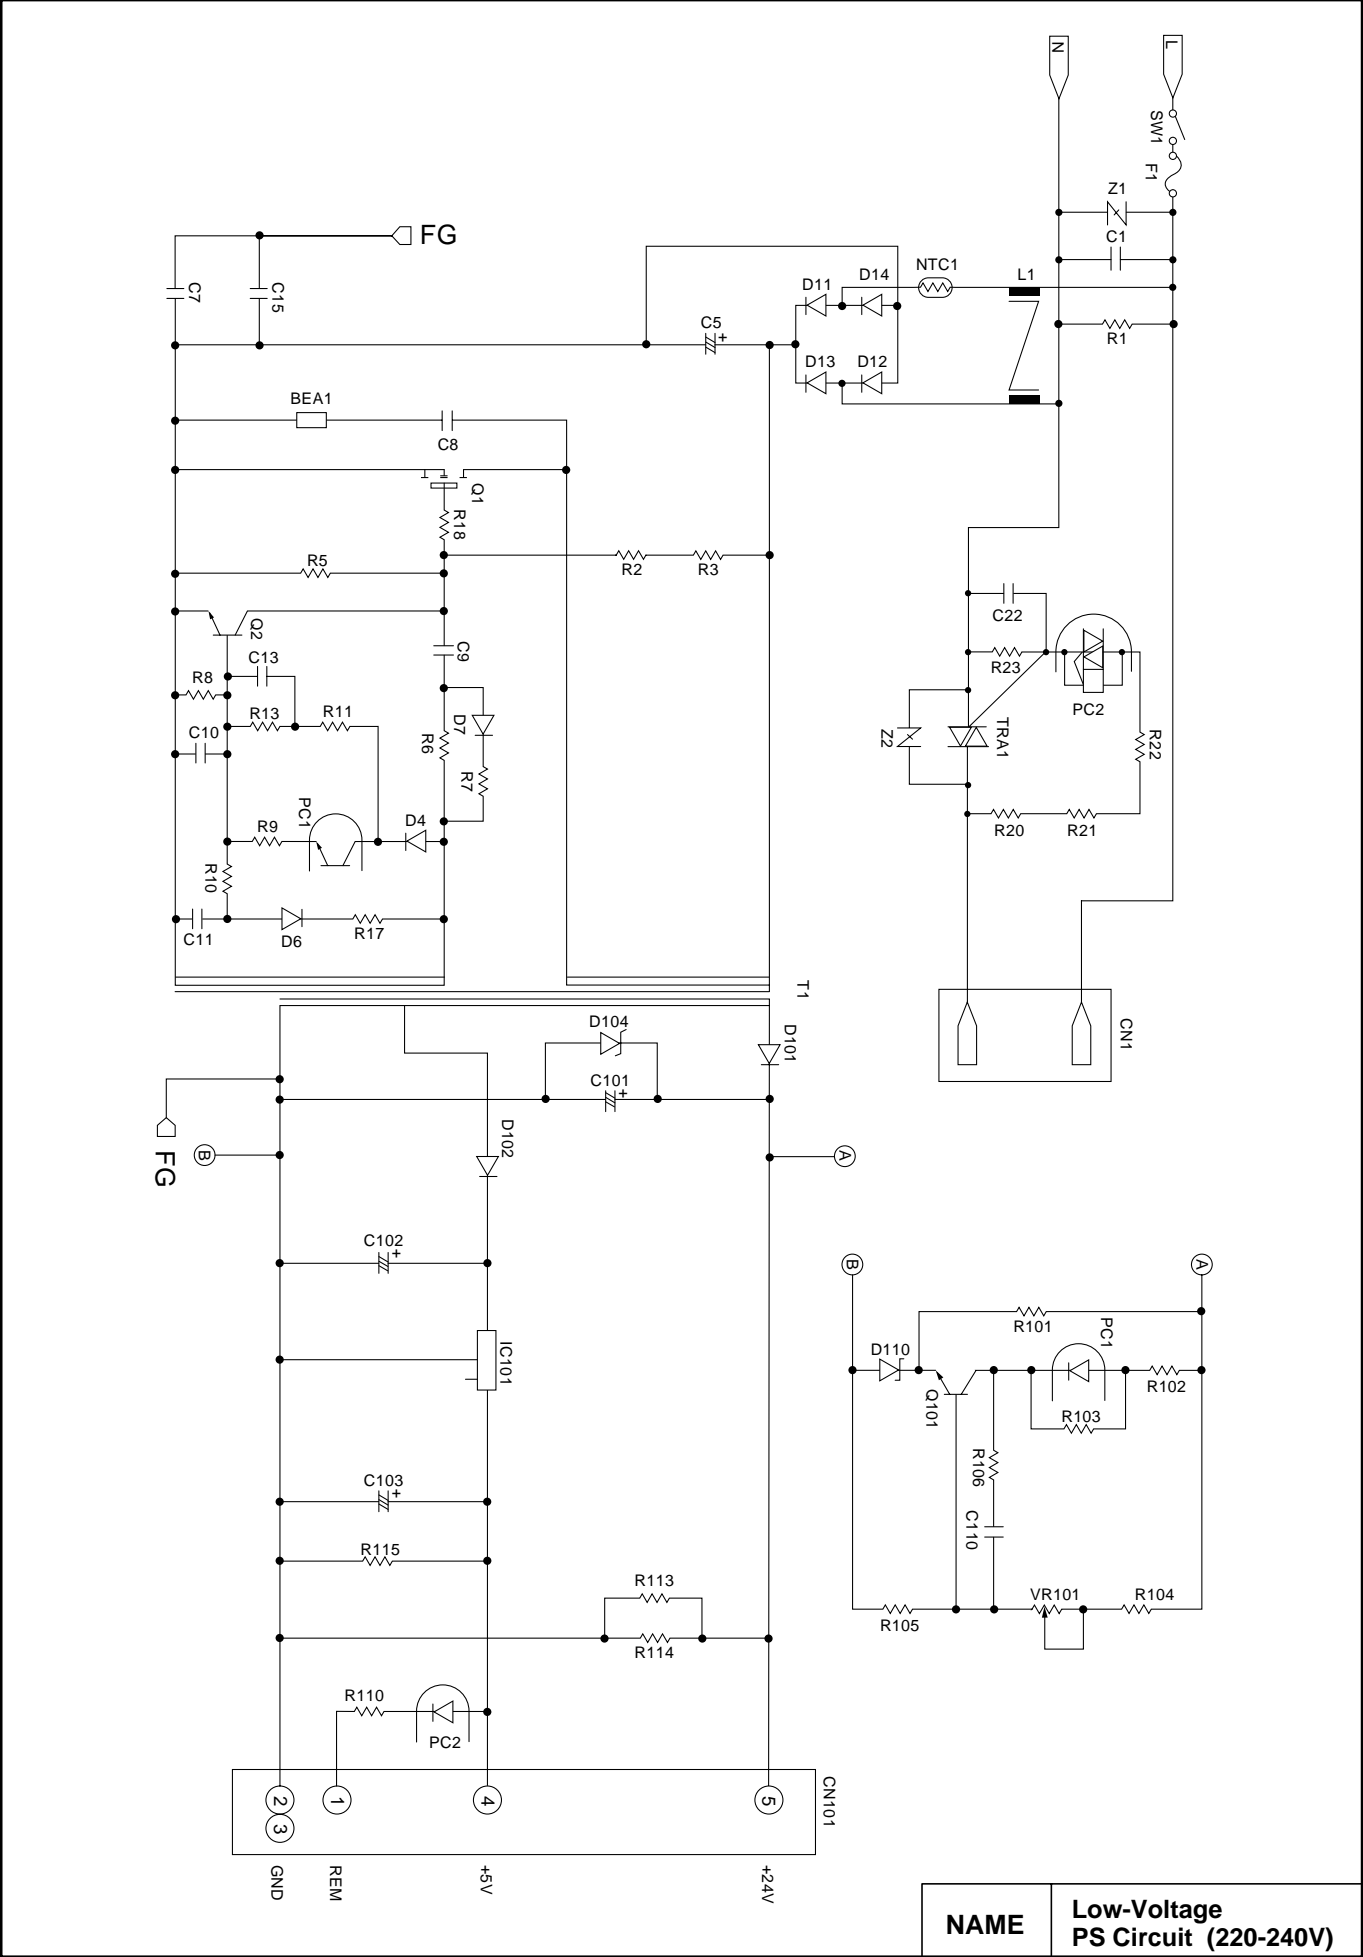 N
L
SW1
F1
Z1
C1
FG
C7
C15
NTC1
L1
D11
D14
R1
C5
D13
D12
BEA1
C8
Q1
R18
R5
R2
R3
Q2
C9
C22
R23
PC2
C13
R8
R13
R11
D7
R6
C10
R7
Z2
TRA1
R22
PC1
R9
D4
R20
R21
R10
C11
D6
R17
T1
D104
D101
CN1
C101
FG
B
D102
A
C102
B
A
R101
D110
PC1
IC101
R102
Q101
R103
R106
C103
C110
R115
R113
VR101
R104
R105
R114
R110
PC2
CN101
2
3
1
4
5
GND
REM
+5V
+24V
NAME
Low-Voltage
PS Circuit (220-240V)
+
+
+
+